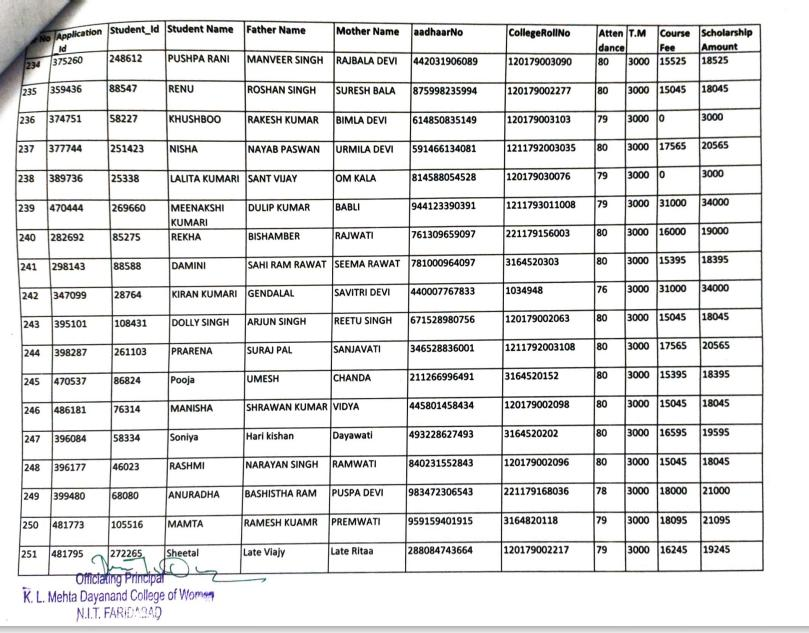 No Application Id Student_Id Student Name Father Name Mother Name aadhaarNo CollegeRollNo Atten dance T.M Course Fee Scholarship Amount
234 375260 248612 PUSHPA RANI MANVEER SINGH RAJBALA DEVI 442031906089 120179003090 80 3000 15525 18525
235 359436 88547 RENU ROSHAN SINGH SURESH BALA 875998235994 120179002277 80 3000 15045 18045
236 374751 58227 KHUSHBOO RAKESH KUMAR BIMLA DEVI 614850835149 120179003103 79 3000 0 3000
237 377744 251423 NISHA NAYAB PASWAN URMILA DEVI 591466134081 1211792003035 80 3000 17565 20565
238 389736 25338 LALITA KUMARI SANT VIJAY OM KALA 814588054528 120179030076 79 3000 0 3000
239 470444 269660 MEENAKSHI KUMARI DULIP KUMAR BABLI 944123390391 1211793011008 79 3000 31000 34000
240 282692 85275 REKHA BISHAMBER RAJWATI 761309659097 221179156003 80 3000 16000 19000
241 298143 88588 DAMINI SAHI RAM RAWAT SEEMA RAWAT 781000964097 3164520303 80 3000 15395 18395
242 347099 28764 KIRAN KUMARI GENDALAL SAVITRI DEVI 440007767833 1034948 76 3000 31000 34000
243 395101 108431 DOLLY SINGH ARJUN SINGH REETU SINGH 671528980756 120179002063 80 3000 15045 18045
244 398287 261103 PRARENA SURAJ PAL SANJAVATI 346528836001 1211792003108 80 3000 17565 20565
245 470537 86824 Pooja UMESH CHANDA 211266996491 3164520152 80 3000 15395 18395
246 486181 76314 MANISHA SHRAWAN KUMAR VIDYA 445801458434 120179002098 80 3000 15045 18045
247 396084 58334 Soniya Hari kishan Dayawati 493228627493 3164520202 80 3000 16595 19595
248 396177 46023 RASHMI NARAYAN SINGH RAMWATI 840231552843 120179002096 80 3000 15045 18045
249 399480 68080 ANURADHA BASHISTHA RAM PUSPA DEVI 983472306543 221179168036 78 3000 18000 21000
250 481773 105516 MAMTA RAMESH KUAMR PREMWATI 959159401915 3164820118 79 3000 18095 21095
251 481795 272265 Sheetal Late Viajy Late Ritaa 288084743664 120179002217 79 3000 16245 19245
Officiating Principal
K. L. Mehta Dayanand College of Women
N.I.T. FARIDABAD